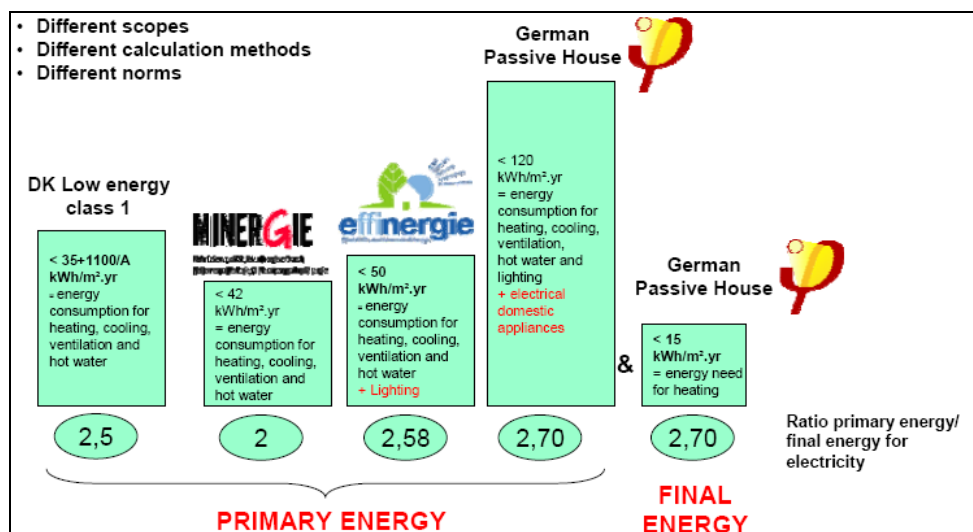 • Different scopes
• Different calculation methods
• Different norms
German
Passive House
DK Low energy
class 1
MINERGIE
effinergie
German
Passive House
< 35+1100/A
kWh/m².yr
= energy
consumption for
heating, cooling,
ventilation and
hot water
< 42
kWh/m².yr
= energy
consumption for
heating, cooling,
ventilation and
hot water
< 50
kWh/m².yr
= energy
consumption for
heating, cooling,
ventilation and
hot water
+ Lighting
< 120
kWh/m².yr
= energy
consumption for
heating, cooling,
ventilation,
hot water and
lighting
+ electrical
domestic
appliances
&
< 15
kWh/m².yr
= energy need
for heating
2,5
2
2,58
2,70
2,70
Ratio primary energy/
final energy for
electricity
PRIMARY ENERGY
FINAL
ENERGY